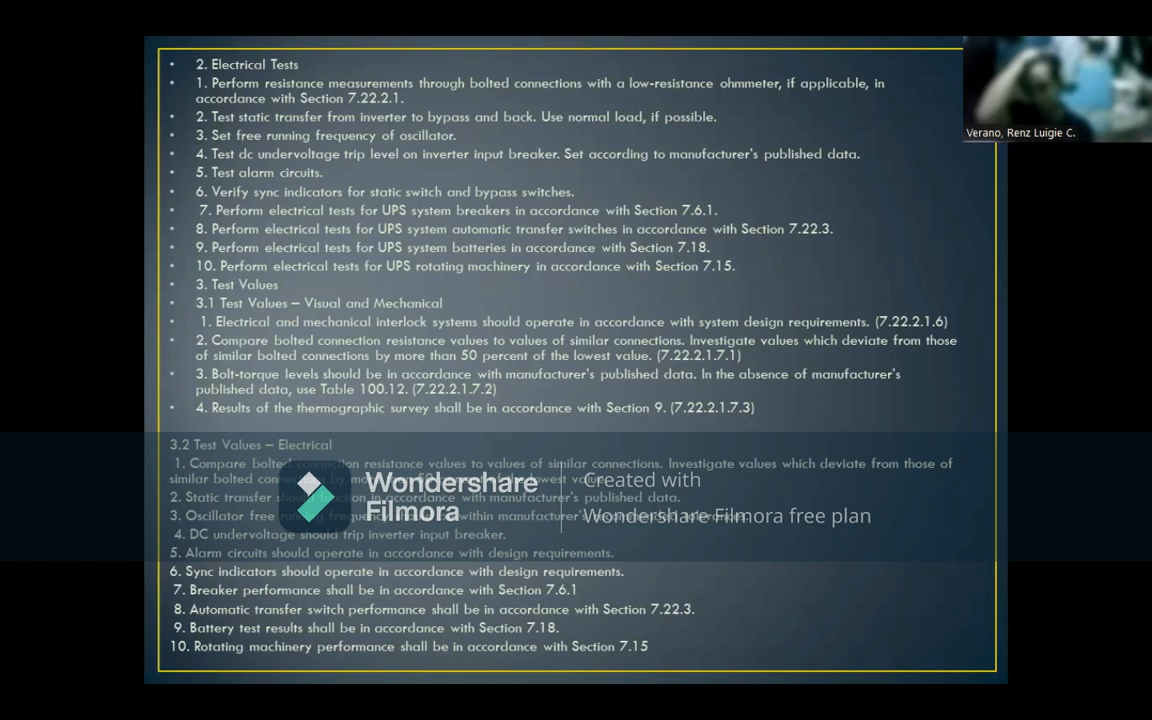 • 2. Electrical Tests
• 1. Perform resistance measurements through bolted connections with a low-resistance ohmmeter, if applicable, in
accordance with Section 7.22.2.1.
• 2. Test static transfer from inverter to bypass and back. Use normal load, if possible.
• 3. Set free running frequency of oscillator.
• 4. Test dc undervoltage trip level on inverter input breaker. Set according to manufacturer's published data.
• 5. Test alarm circuits.
• 6. Verify sync indicators for static switch and bypass switches.
• 7. Perform electrical tests for UPS system breakers in accordance with Section 7.6.1.
• 8. Perform electrical tests for UPS system automatic transfer switches in accordance with Section 7.22.3.
• 9. Perform electrical tests for UPS system batteries in accordance with Section 7.18.
• 10. Perform electrical tests for UPS rotating machinery in accordance with Section 7.15.
• 3. Test Values
• 3.1 Test Values – Visual and Mechanical
• 1. Electrical and mechanical interlock systems should operate in accordance with system design requirements. (7.22.2.1.6)
• 2. Compare bolted connection resistance values to values of similar connections. Investigate values which deviate from those
of similar bolted connections by more than 50 percent of the lowest value. (7.22.2.1.7.1)
• 3. Bolt-torque levels should be in accordance with manufacturer's published data. In the absence of manufacturer's
published data, use Table 100.12. (7.22.2.1.7.2)
• 4. Results of the thermographic survey shall be in accordance with Section 9. (7.22.2.1.7.3)
Verano, Renz Luigie C.
3.2 Test Values – Electrical
1. Compare bolted connection resistance values to values of similar connections. Investigate values which deviate from those of
similar bolted by lowest
2. Static transfer should function in accordance with manufacturer's published data.
3. Oscillator free running frequency within manufacturer's
4. DC undervoltage should trip inverter input breaker.
5. Alarm circuits should operate in accordance with design requirements.
6. Sync indicators should operate in accordance with design requirements.
7. Breaker performance shall be in accordance with Section 7.6.1
8. Automatic transfer switch performance shall be in accordance with Section 7.22.3.
9. Battery test results shall be in accordance with Section 7.18.
10. Rotating machinery performance shall be in accordance with Section 7.15
Wondershare
Filmora
Created with
Wondershare Filmora free plan